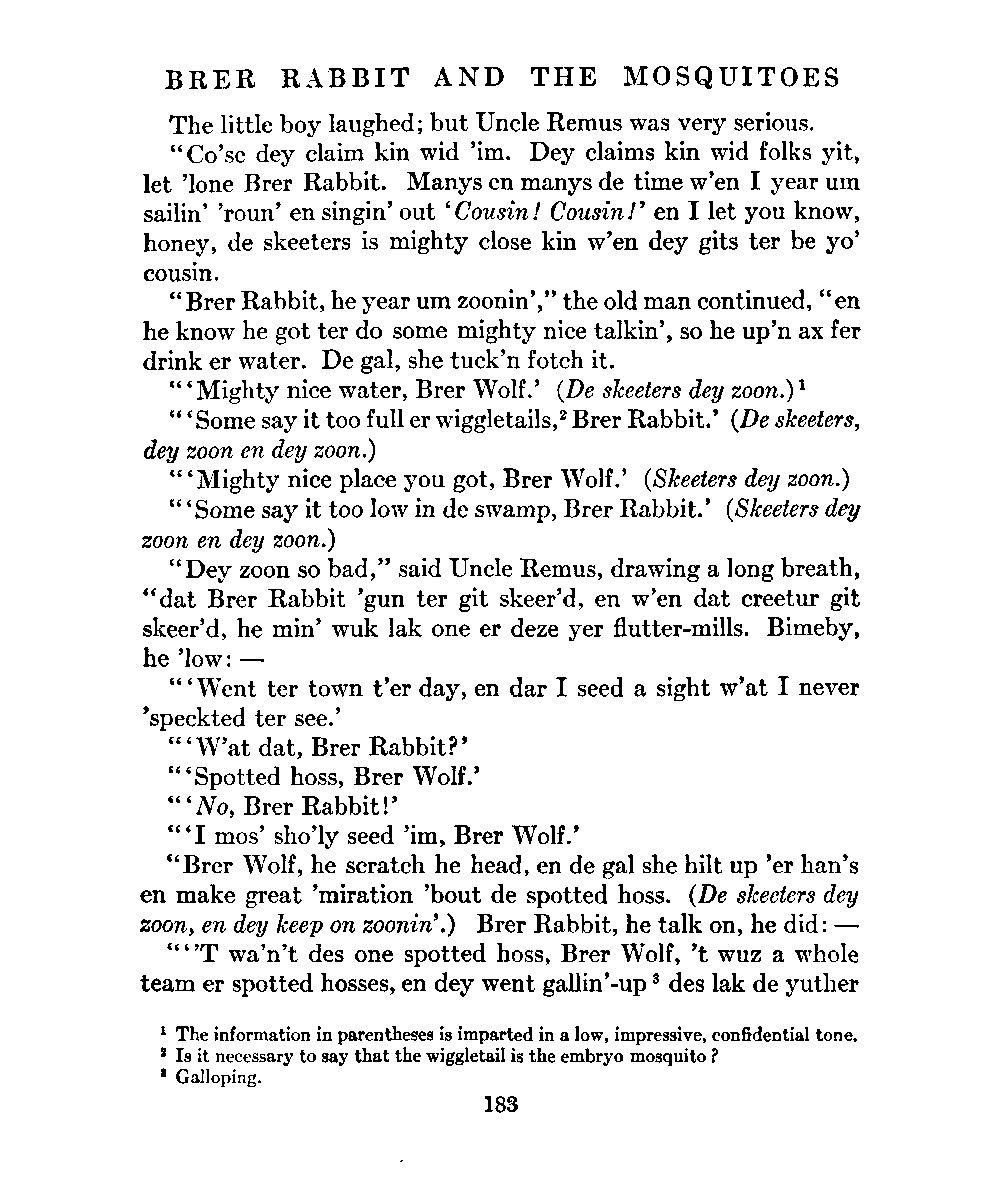 BRER RABBIT AND THE MOSQUITOES
The little boy laughed; but Uncle Remus was very serious.
“Co’se dey claim kin wid ’im. Dey claims kin wid folks yit,
let ’lone Brer Rabbit. Manys en manys de time w’en I year um
sailin’ ’roun’ en singin’ out ‘Cousin! Cousin!’ en I let you know,
honey, de skeeters is mighty close kin w’en dey gits ter be yo’
cousin.
“Brer Rabbit, he year um zoonin’,” the old man continued, “en
he know he got ter do some mighty nice talkin’, so he up’n ax fer
drink er water. De gal, she tuck’n fotch it.
“‘Mighty nice water, Brer Wolf.’ (De skeeters dey zoon.)¹
“‘Some say it too full er wiggletails,² Brer Rabbit.’ (De skeeters,
dey zoon en dey zoon.)
“‘Mighty nice place you got, Brer Wolf.’ (Skeeters dey zoon.)
“‘Some say it too low in de swamp, Brer Rabbit.’ (Skeeters dey
zoon en dey zoon.)
“Dey zoon so bad,” said Uncle Remus, drawing a long breath,
“dat Brer Rabbit ’gun ter git skeer’d, en w’en dat creetur git
skeer’d, he min’ wuk lak one er deze yer flutter-mills. Bimeby,
he ’low: —
“‘Went ter town t’er day, en dar I seed a sight w’at I never
’speckted ter see.’
“‘W’at dat, Brer Rabbit?’
“‘Spotted hoss, Brer Wolf.’
“‘No, Brer Rabbit!’
“‘I mos’ sho’ly seed ’im, Brer Wolf.’
“Brer Wolf, he scratch he head, en de gal she hilt up ’er han’s
en make great ’miration ’bout de spotted hoss. (De skeeters dey
zoon, en dey keep on zoonin’.) Brer Rabbit, he talk on, he did: —
“‘’T wa’n’t des one spotted hoss, Brer Wolf, ’t wuz a whole
team er spotted hosses, en dey went gallin’-up ³ des lak de yuther
¹ The information in parentheses is imparted in a low, impressive, confidential tone.
² Is it necessary to say that the wiggletail is the embryo mosquito?
³ Galloping.
183